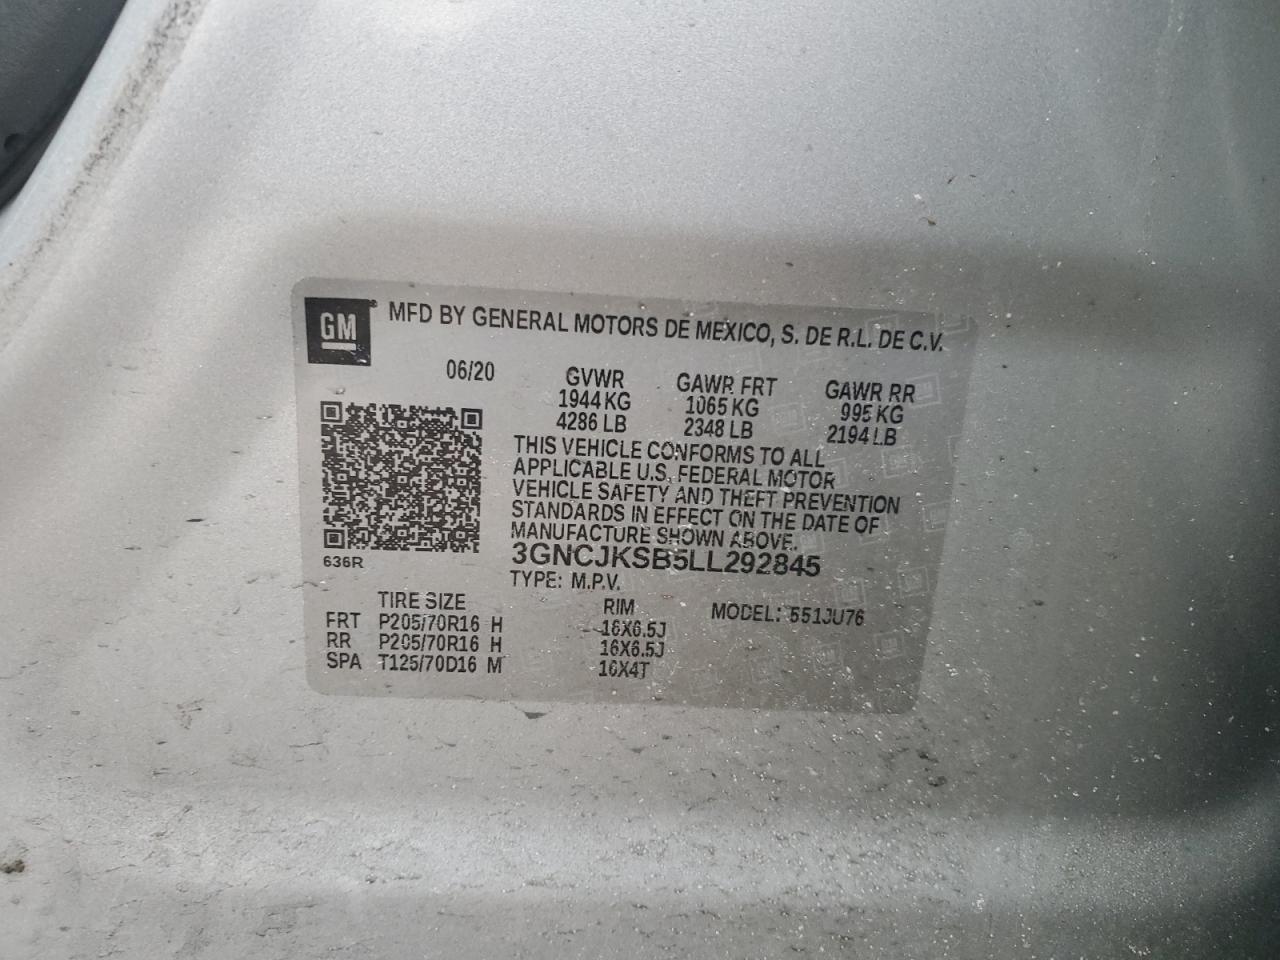 GM ® MFD BY GENERAL MOTORS DE MEXICO, S. DE R.L. DE C.V.
06/20 GVWR GAWR FRT GAWR RR
1944 KG 1065 KG 995 KG
4286 LB 2348 LB 2194 LB
THIS VEHICLE CONFORMS TO ALL
APPLICABLE U.S. FEDERAL MOTOR
VEHICLE SAFETY AND THEFT PREVENTION
STANDARDS IN EFFECT ON THE DATE OF
MANUFACTURE SHOWN ABOVE.
636R 3GNCJKSB5LL292845
TYPE: M.P.V.
TIRE SIZE RIM MODEL: 551JU76
FRT P205/70R16 H 16X6.5J
RR P205/70R16 H 16X6.5J
SPA T125/70D16 M 16X4T